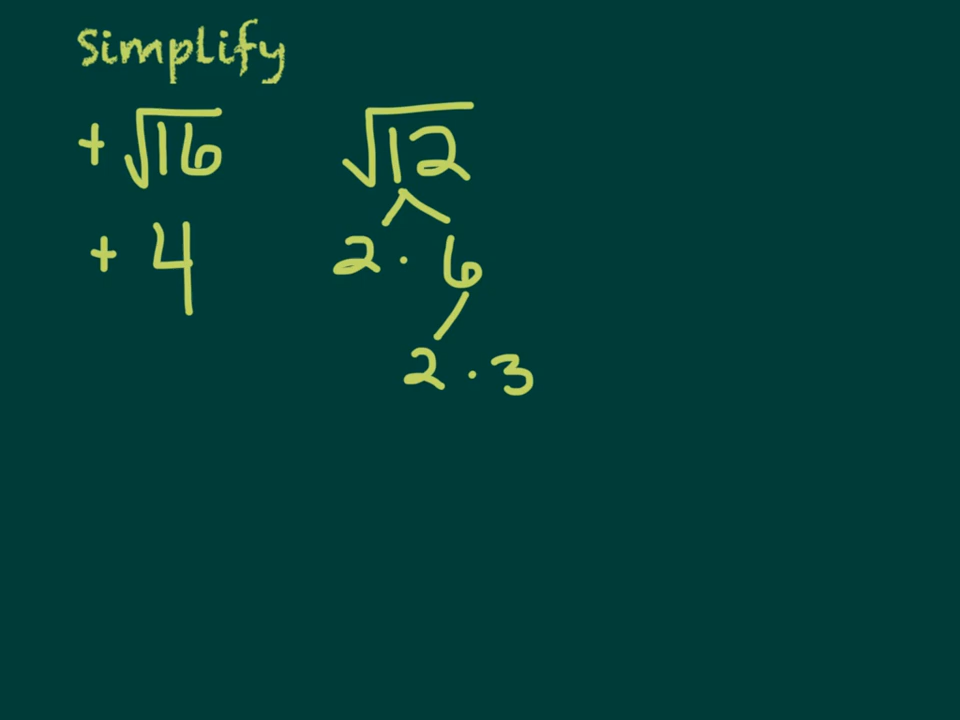 Simplify
+ √16 √12
+ 4 2 · 6
2 · 3